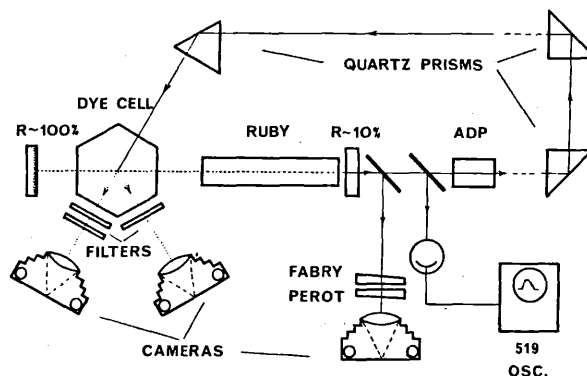 QUARTZ PRISMS
DYE CELL
R~100%
RUBY
R~10%
ADP
FILTERS
FABRY
PEROT
CAMERAS
519
OSC.